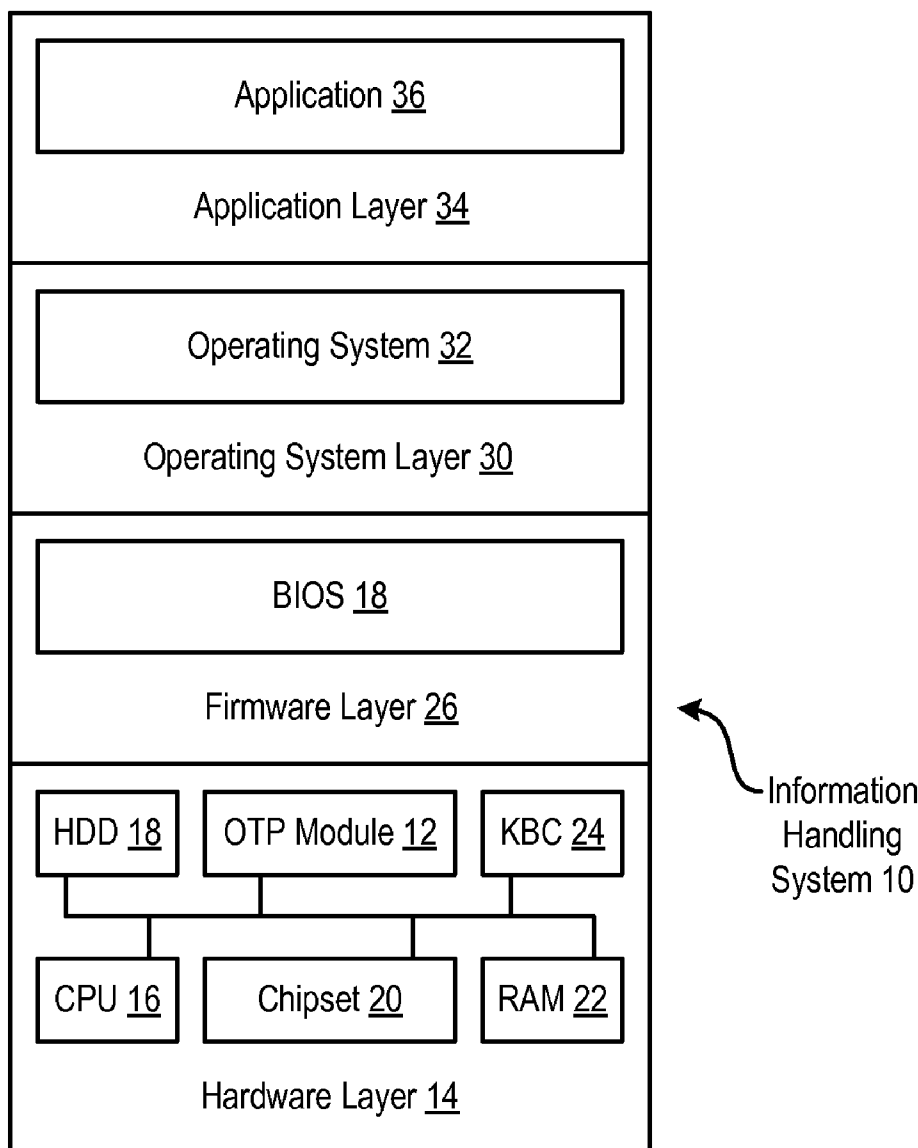 Application 36
Application Layer 34
Operating System 32
Operating System Layer 30
BIOS 18
Firmware Layer 26
HDD 18
OTP Module 12
KBC 24
CPU 16
Chipset 20
RAM 22
Hardware Layer 14
Information
Handling
System 10